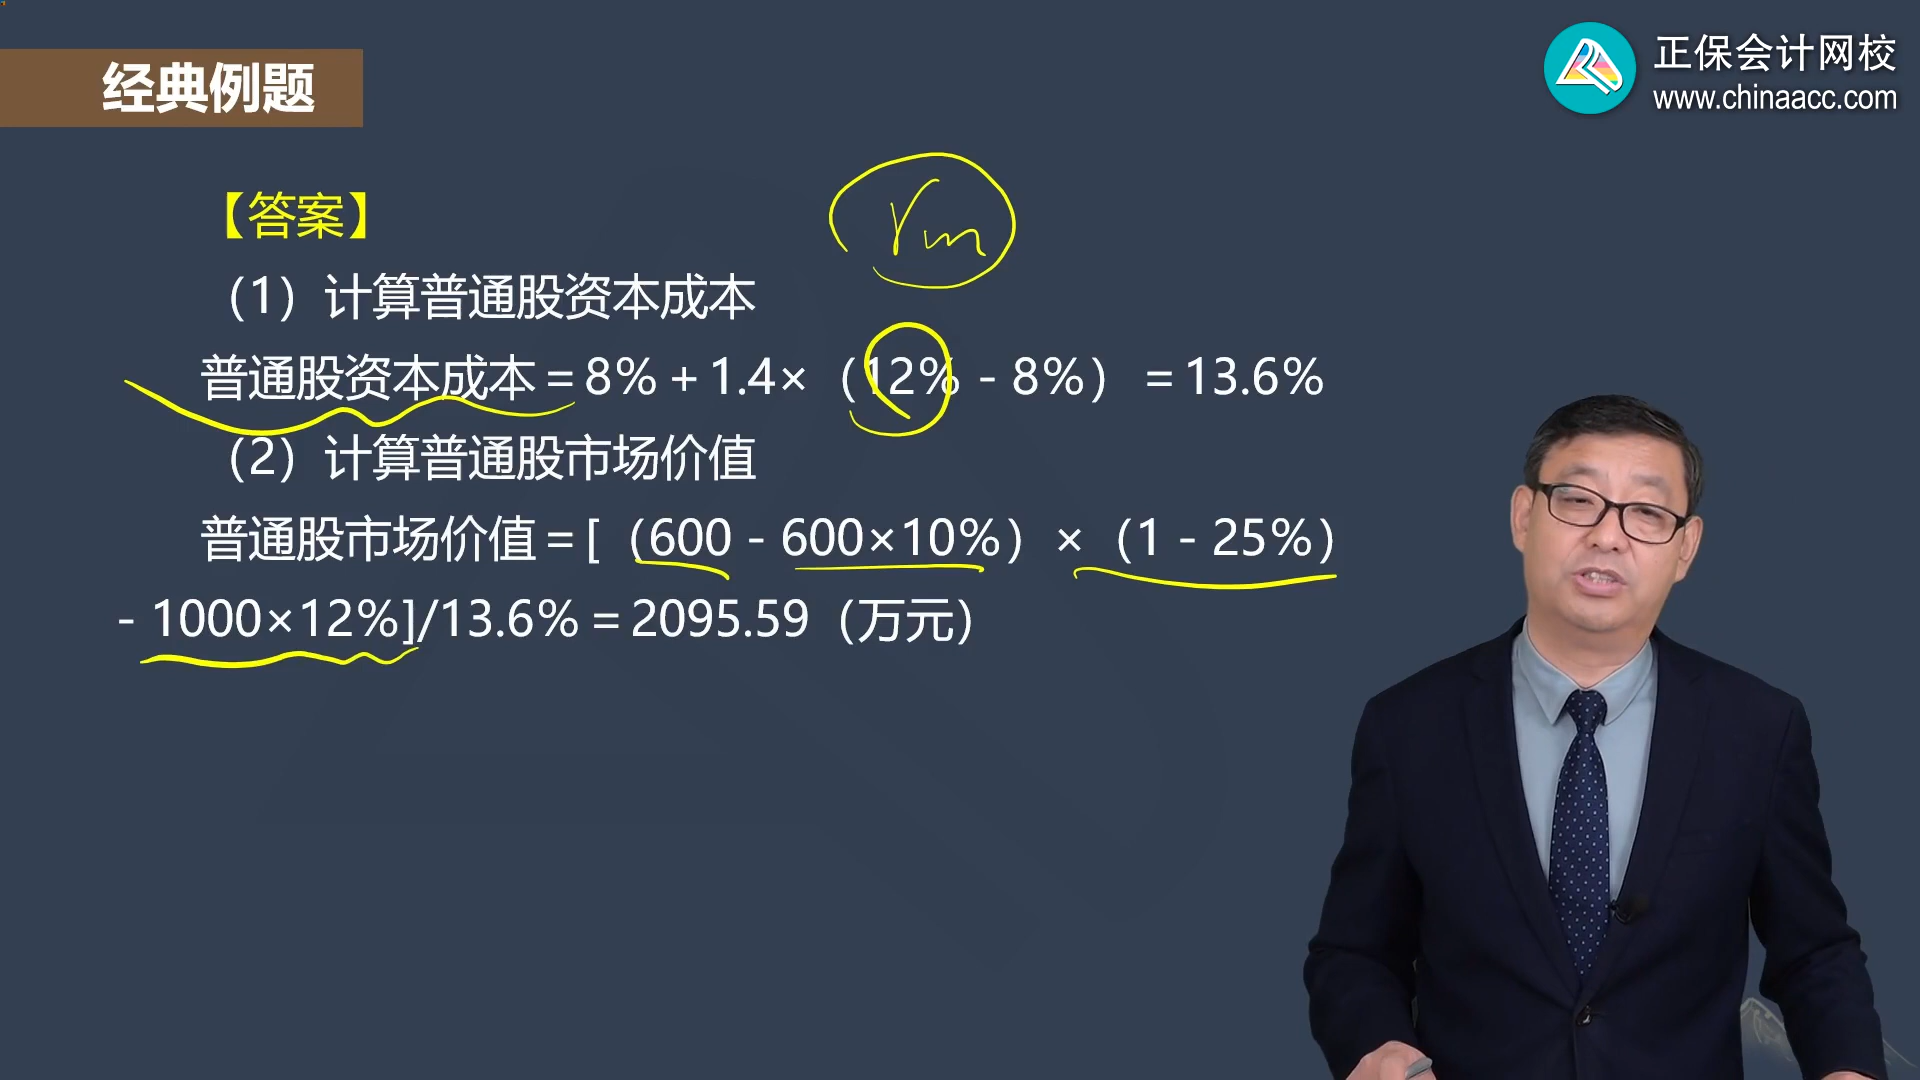 正保会计网校
www.chinaacc.com
经典例题
rm
【答案】
（1）计算普通股资本成本
普通股资本成本＝8%＋1.4×（12%－8%）＝13.6%
（2）计算普通股市场价值
普通股市场价值＝[（600－600×10%）×（1－25%）
－1000×12%]/13.6%＝2095.59（万元）